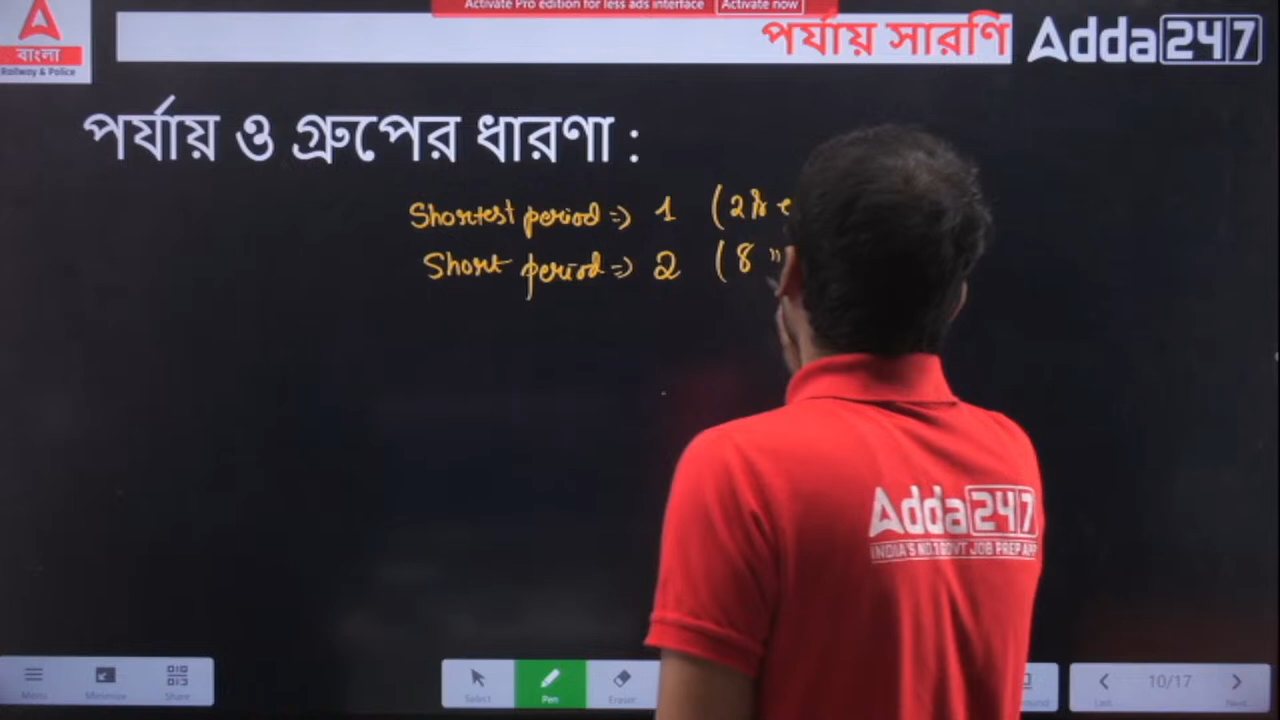 Activate Pro edition for less ads interface Activate now
বাংলা
Railway & Police
পর্যায় সারণি
Adda247
পর্যায় ও গ্রুপের ধারণা :
Shortest period => 1 (2
Short period => 2 (8 "
Adda247
INDIA'S NO.1 GOVT JOB PREP APP
Menu Minimize Share Select Pen Eraser Last 10/17 Next